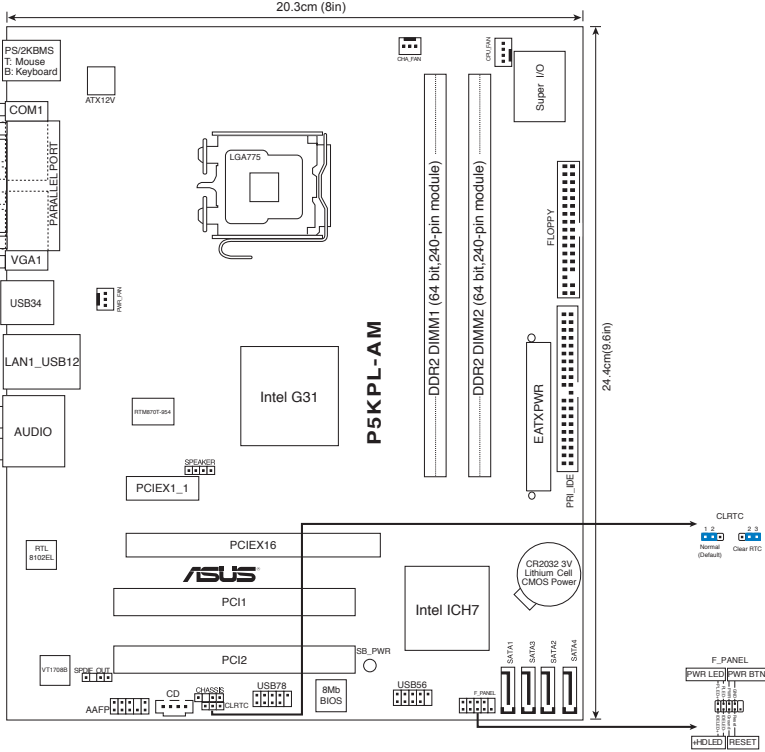 20.3cm (8in)
PS/2KBMS
T: Mouse
B: Keyboard
ATX12V
CHA_FAN
CPU_FAN
Super I/O
COM1
PARALLEL PORT
VGA1
LGA775
DDR2 DIMM1 (64 bit,240-pin module)
DDR2 DIMM2 (64 bit,240-pin module)
FLOPPY
24.4cm(9.6in)
USB34
PWR_FAN
LAN1_USB12
AUDIO
Intel G31
P5KPL-AM
EATXPWR
PRI_IDE
RTM870T-954
SPEAKER
PCIEX1_1
PCIEX16
RTL
8102EL
ASUS
PCI1
PCI2
Intel ICH7
CR2032 3V
Lithium Cell
CMOS Power
SB_PWR
SATA1
SATA3
SATA2
SATA4
VT1708B
SPDIF_OUT
AAFP
CD
CHASSIS
CLRTC
USB78
8Mb
BIOS
USB56
F_PANEL
CLRTC
1 2
2 3
Normal
(Default)
Clear RTC
F_PANEL
PWR LED
PWR BTN
+HDLED
RESET